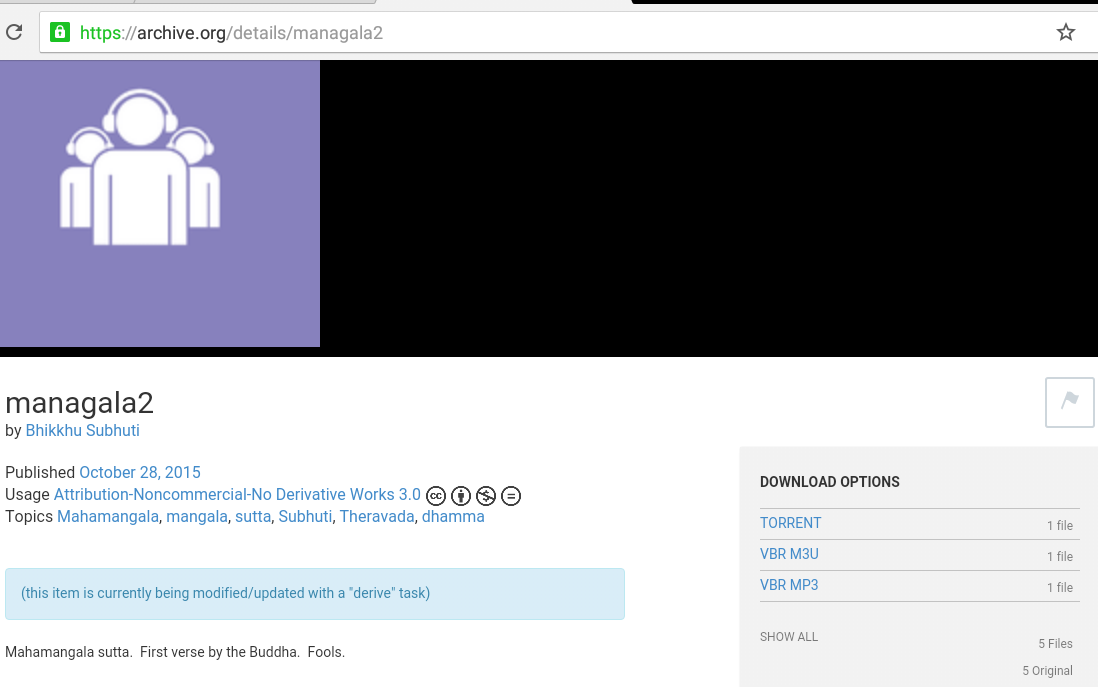 https://archive.org/details/managala2
managala2
by Bhikkhu Subhuti
Published October 28, 2015
Usage Attribution-Noncommercial-No Derivative Works 3.0
Topics Mahamangala, mangala, sutta, Subhuti, Theravada, dhamma
(this item is currently being modified/updated with a "derive" task)
Mahamangala sutta.  First verse by the Buddha.  Fools.
DOWNLOAD OPTIONS
TORRENT 1 file
VBR M3U 1 file
VBR MP3 1 file
SHOW ALL 5 Files
5 Original